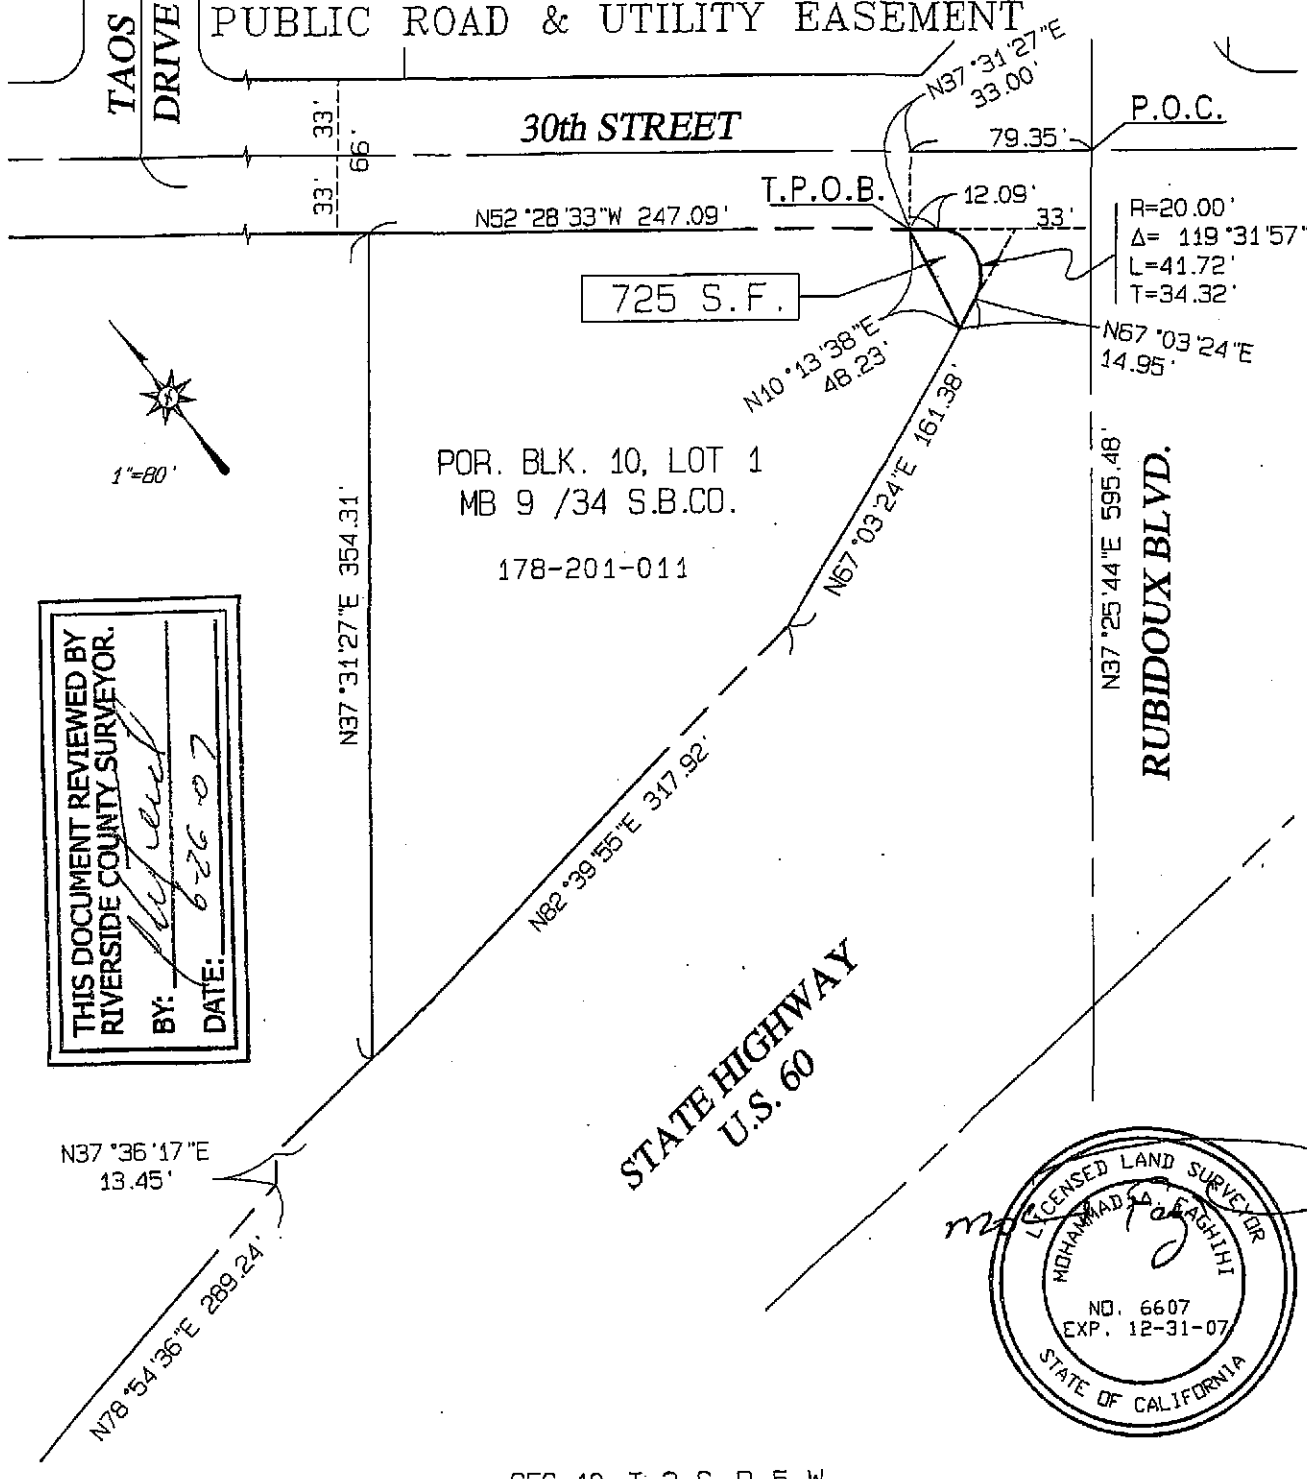 PUBLIC ROAD & UTILITY EASEMENT
TAOS
DRIVE
N37°31'27"E
33.00'
P.O.C.
30th STREET
79.35'
33'
66'
33'
T.P.O.B.
12.09'
33'
N52°28'33"W 247.09'
R=20.00'
Δ= 119°31'57"
L=41.72'
T=34.32'
725 S.F.
N67°03'24"E
14.95'
N10°13'38"E
48.23'
N67°03'24"E 161.38'
1"=80'
POR. BLK. 10, LOT 1
MB 9 /34 S.B.CO.
178-201-011
N37°31'27"E 354.31'
N37°25'44"E 595.48'
RUBIDOUX BLVD.
THIS DOCUMENT REVIEWED BY
RIVERSIDE COUNTY SURVEYOR.
BY:
DATE: 6-26-07
N82°39'55"E 317.92'
STATE HIGHWAY
U.S. 60
N37°36'17"E
13.45'
N78°54'36"E 289.24'
LICENSED LAND SURVEYOR
MOHAMMAD A. FAGHIHI
NO. 6607
EXP. 12-31-07
STATE OF CALIFORNIA